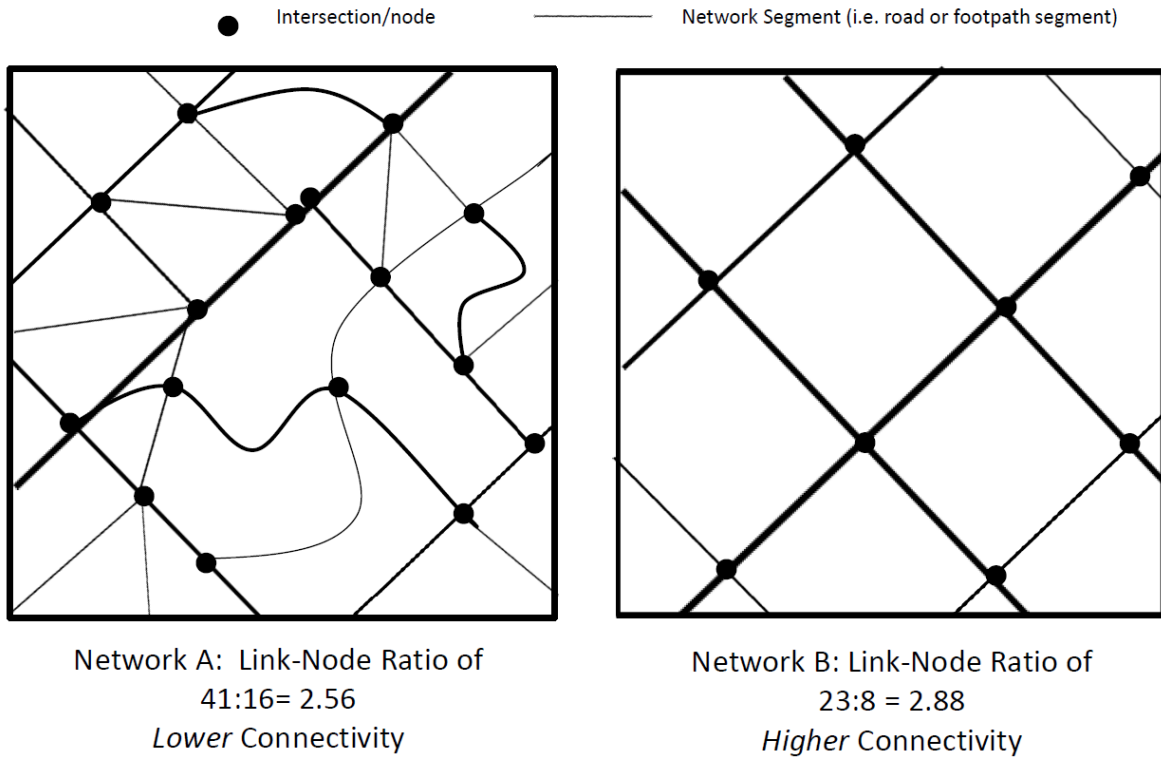 Intersection/node
Network Segment (i.e. road or footpath segment)
Network A: Link-Node Ratio of
41:16= 2.56
Lower Connectivity
Network B: Link-Node Ratio of
23:8 = 2.88
Higher Connectivity